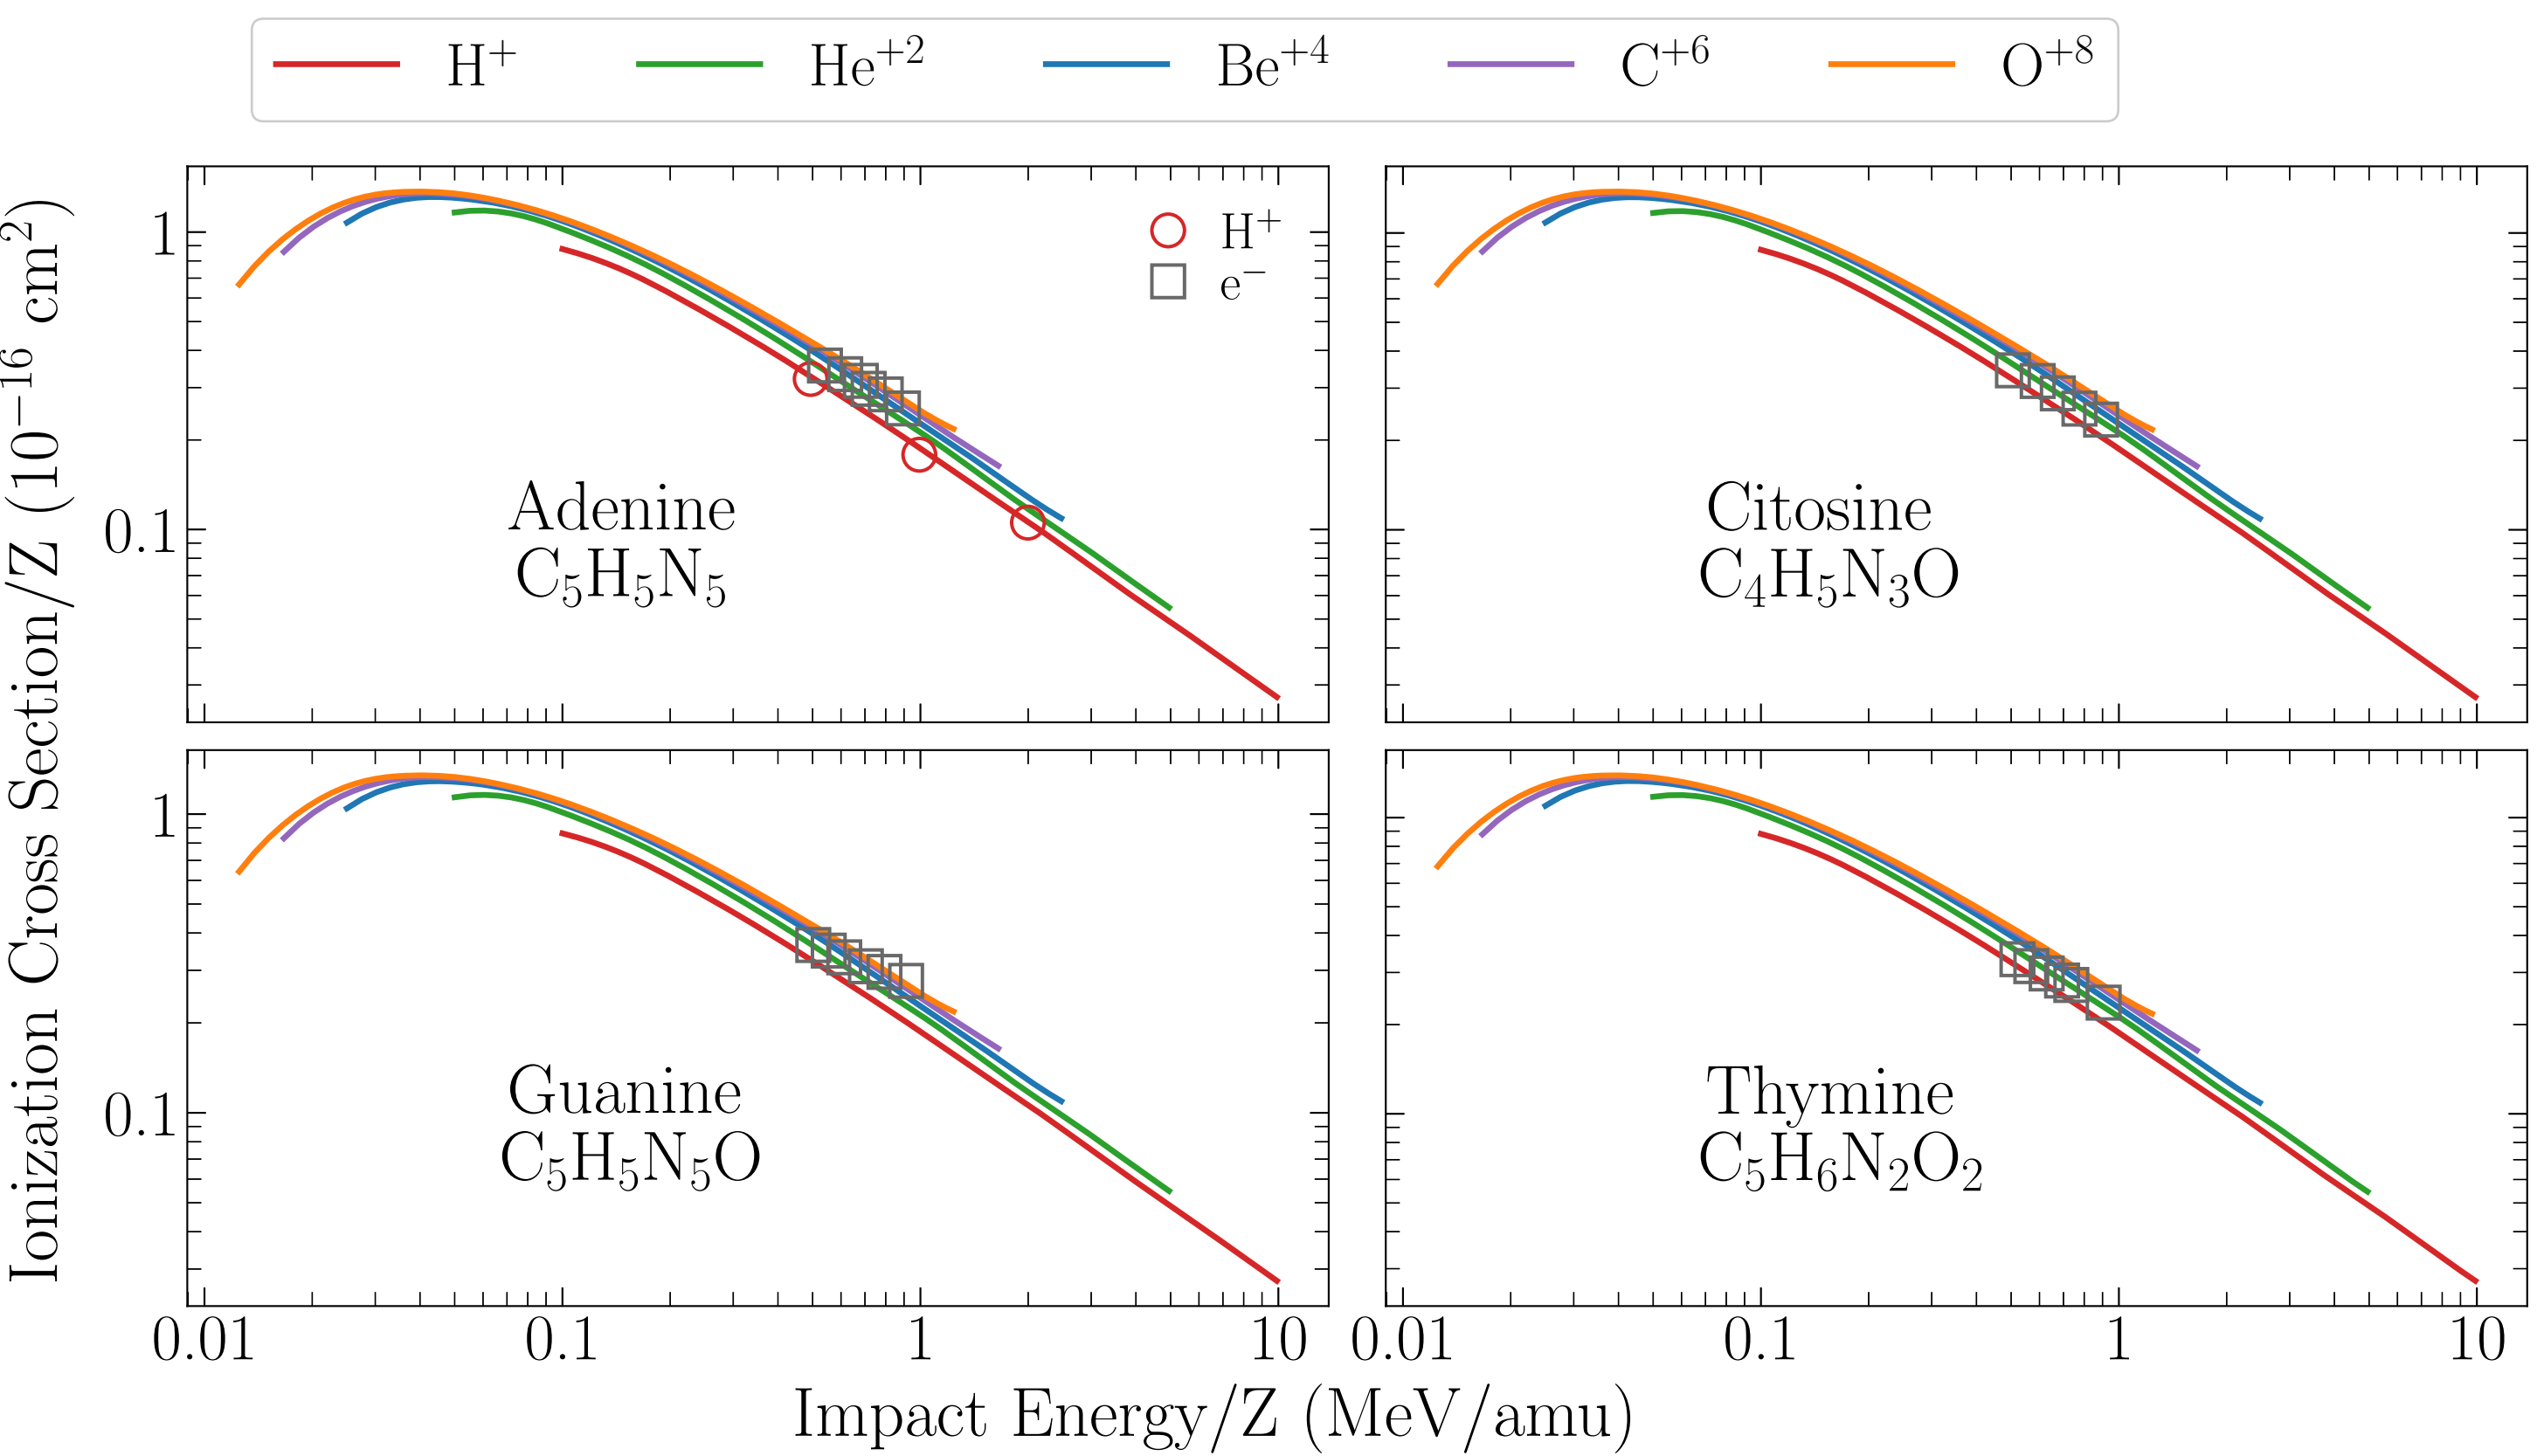 H⁺ He⁺² Be⁺⁴ C⁺⁶ O⁺⁸
Ionization Cross Section/Z (10⁻¹⁶ cm²)
1
0.1
H⁺
e⁻
Adenine
C₅H₅N₅
Citosine
C₄H₅N₃O
1
0.1
Guanine
C₅H₅N₅O
Thymine
C₅H₆N₂O₂
0.01 0.1 1 10 0.01 0.1 1 10
Impact Energy/Z (MeV/amu)